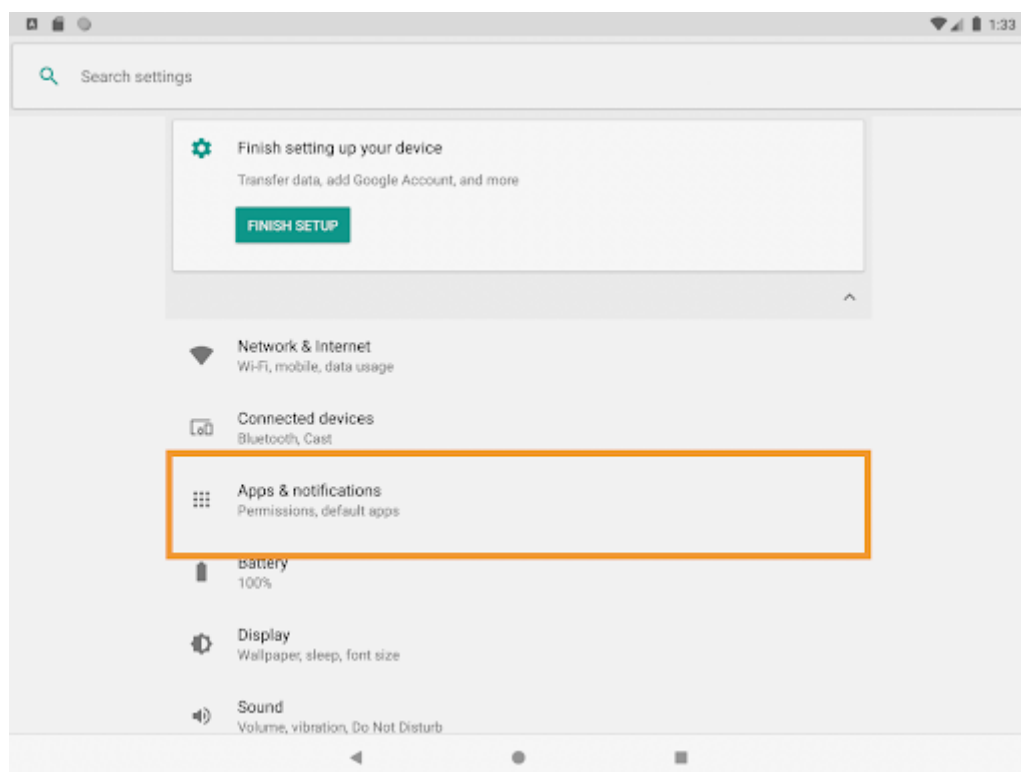 1:33
Search settings
Finish setting up your device
Transfer data, add Google Account, and more
FINISH SETUP
Network & Internet
Wi-Fi, mobile, data usage
Connected devices
Bluetooth, Cast
Apps & notifications
Permissions, default apps
Battery
100%
Display
Wallpaper, sleep, font size
Sound
Volume, vibration, Do Not Disturb